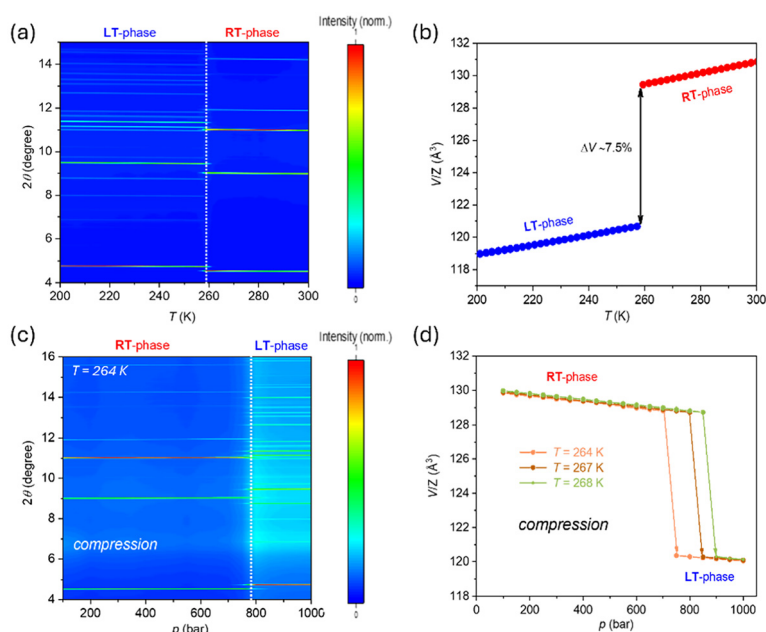 (a)
LT-phase
RT-phase
Intensity (norm.)
1
0
2θ (degree)
14
12
10
8
6
4
200
220
240
260
280
300
T (K)
(b)
V/Z (Å³)
132
130
128
126
124
122
120
118
RT-phase
ΔV ~7.5%
LT-phase
200
220
240
260
280
300
T (K)
(c)
RT-phase
LT-phase
Intensity (norm.)
1
0
T = 264 K
compression
2θ (degree)
16
14
12
10
8
6
4
200
400
600
800
1000
p (bar)
(d)
V/Z (Å³)
132
130
128
126
124
122
120
118
RT-phase
T = 264 K
T = 267 K
T = 268 K
compression
LT-phase
0
200
400
600
800
1000
p (bar)